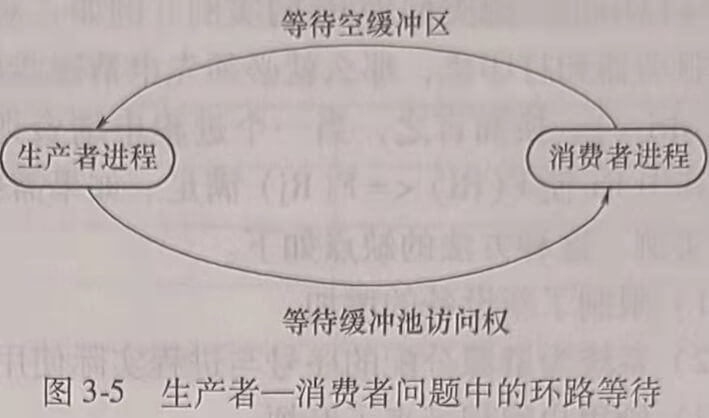 等待空缓冲区
生产者进程
消费者进程
等待缓冲池访问权
图 3-5 生产者—消费者问题中的环路等待